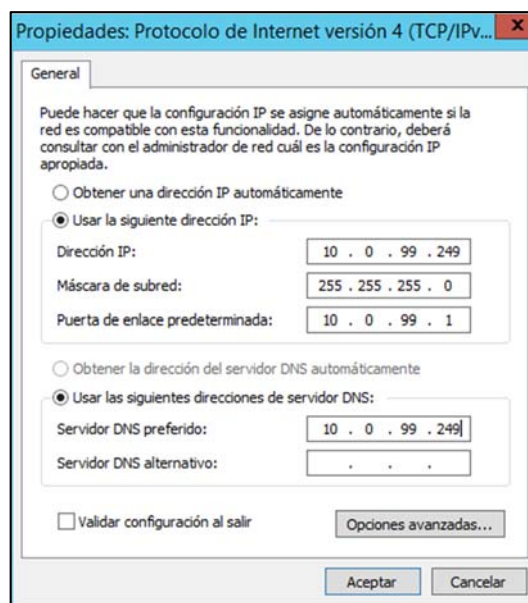 Propiedades: Protocolo de Internet versión 4 (TCP/IPv...
x
General
Puede hacer que la configuración IP se asigne automáticamente si la
red es compatible con esta funcionalidad. De lo contrario, deberá
consultar con el administrador de red cuál es la configuración IP
apropiada.
Obtener una dirección IP automáticamente
Usar la siguiente dirección IP:
Dirección IP: 10 . 0 . 99 . 249
Máscara de subred: 255 . 255 . 255 . 0
Puerta de enlace predeterminada: 10 . 0 . 99 . 1
Obtener la dirección del servidor DNS automáticamente
Usar las siguientes direcciones de servidor DNS:
Servidor DNS preferido: 10 . 0 . 99 . 249
Servidor DNS alternativo: . . .
Validar configuración al salir Opciones avanzadas...
Aceptar Cancelar